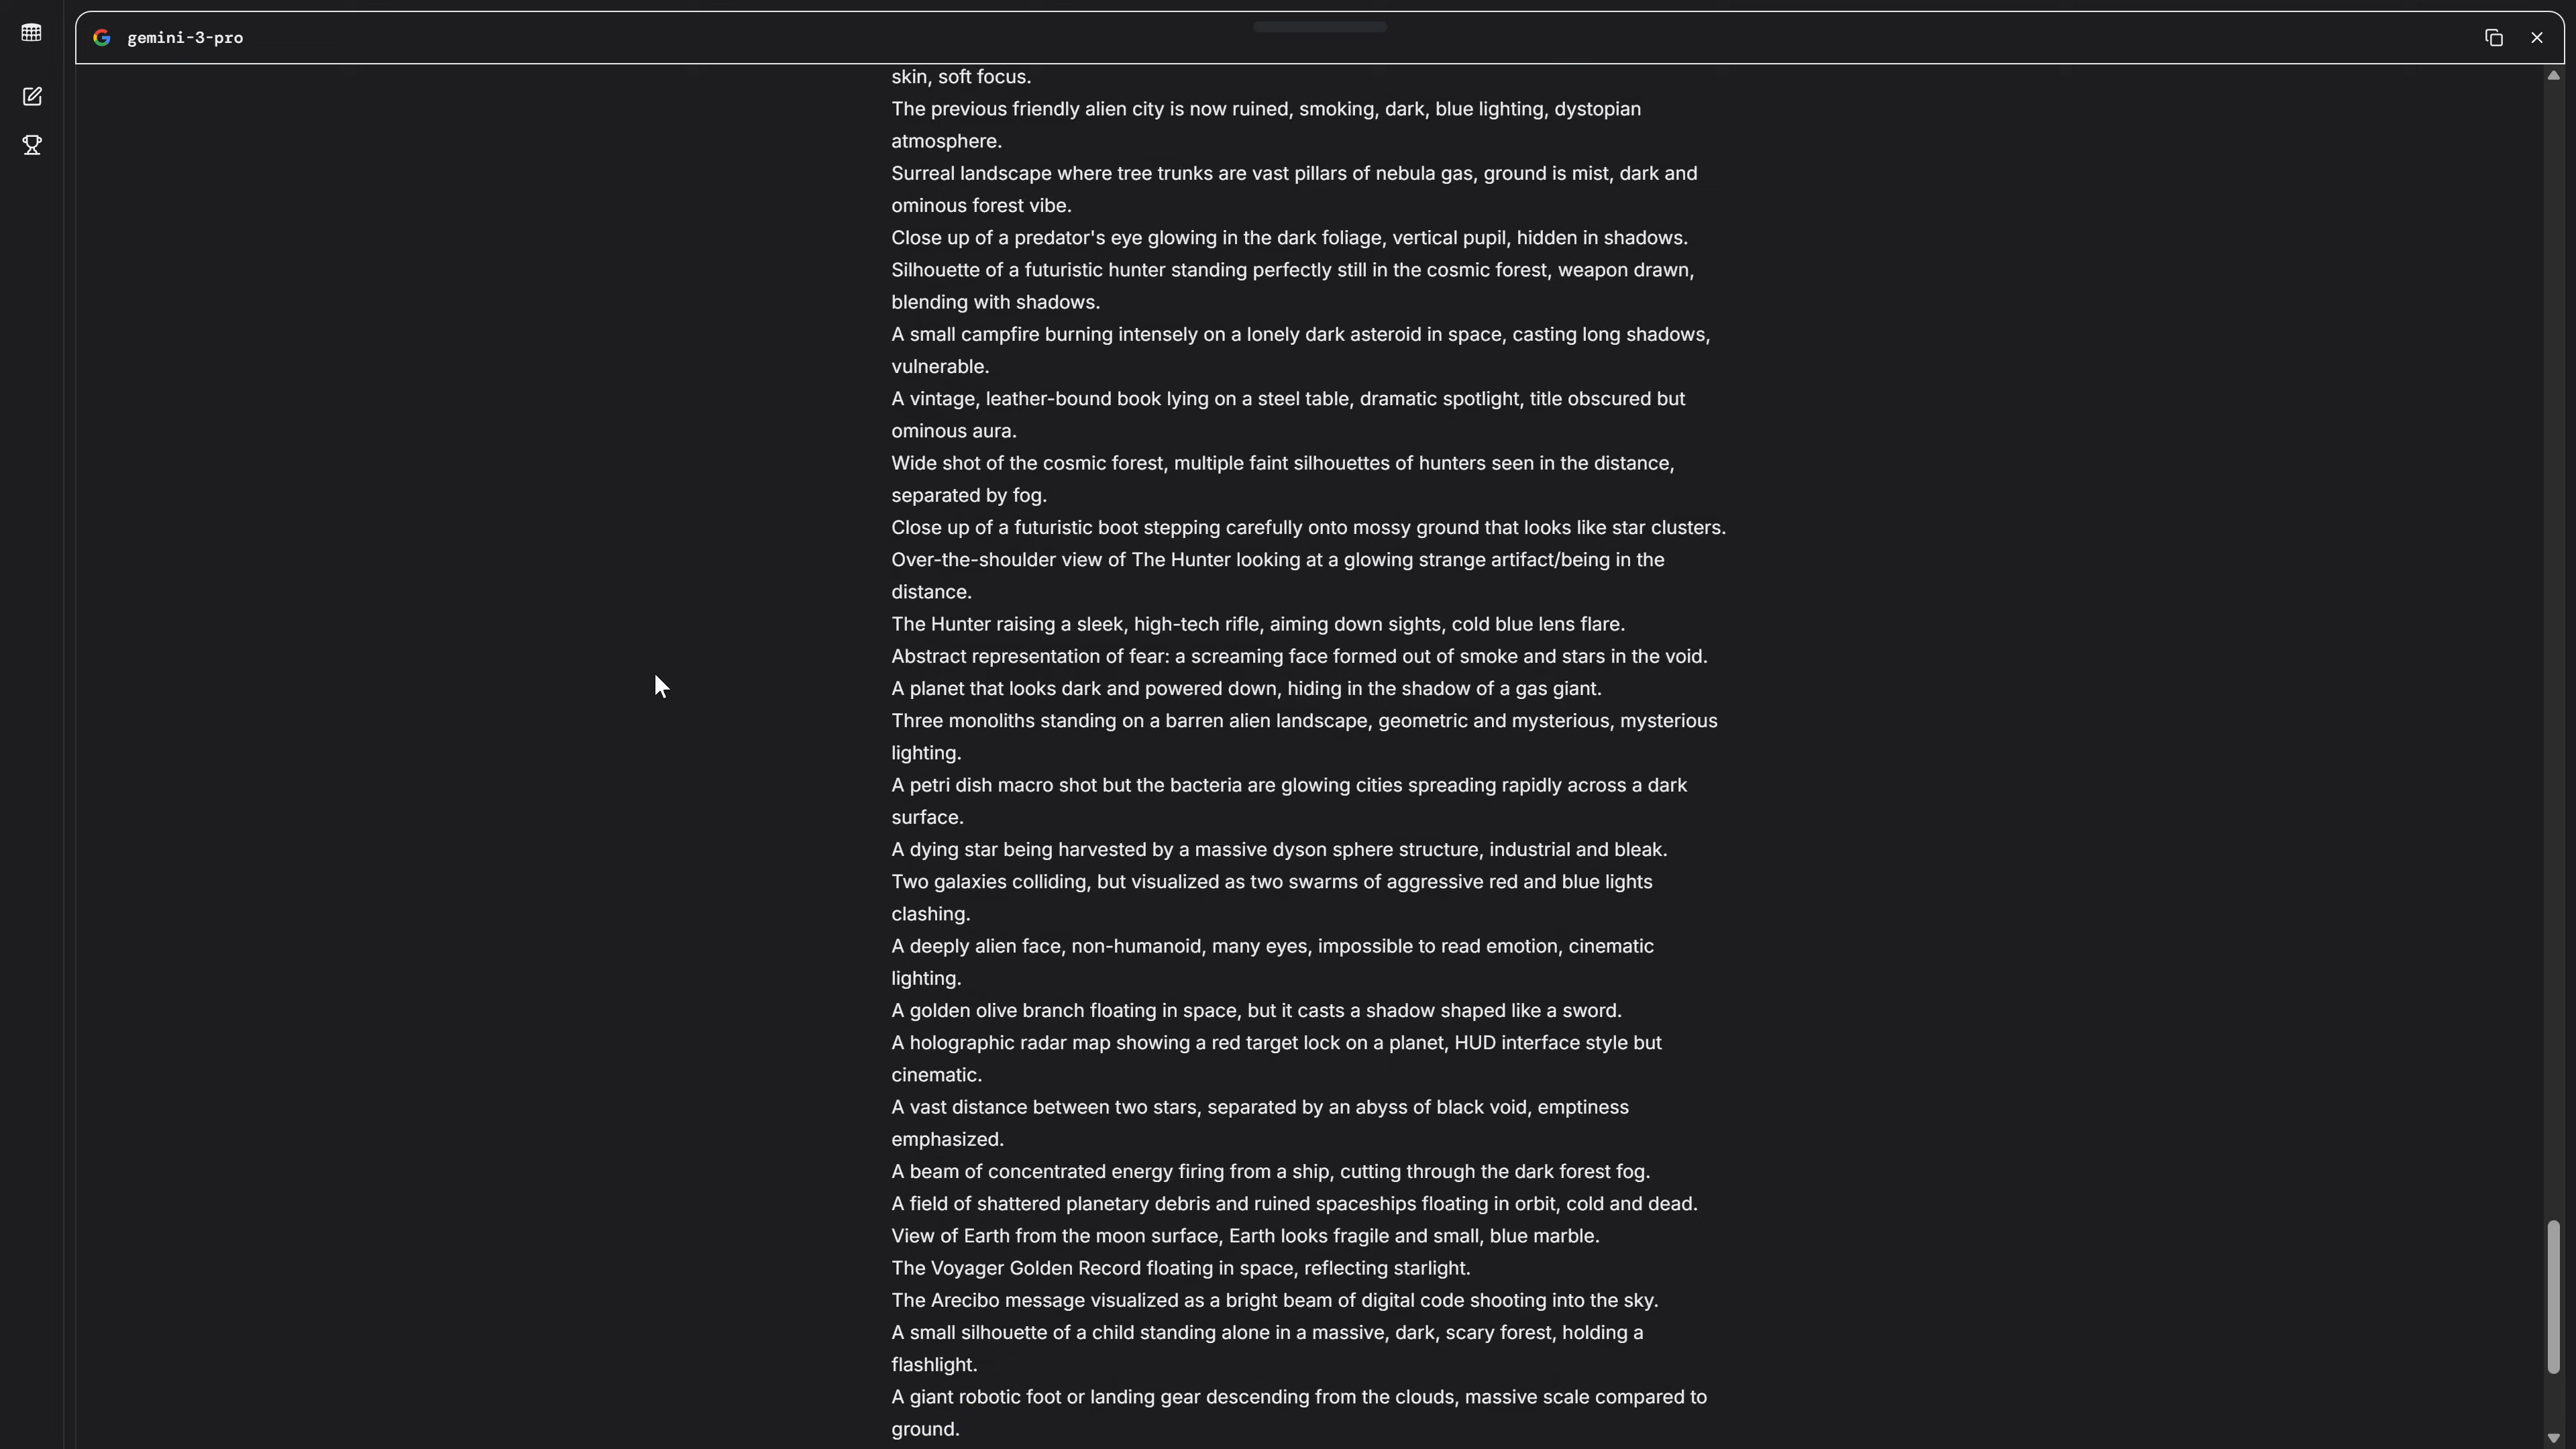 gemini-3-pro
skin, soft focus.
The previous friendly alien city is now ruined, smoking, dark, blue lighting, dystopian
atmosphere.
Surreal landscape where tree trunks are vast pillars of nebula gas, ground is mist, dark and
ominous forest vibe.
Close up of a predator's eye glowing in the dark foliage, vertical pupil, hidden in shadows.
Silhouette of a futuristic hunter standing perfectly still in the cosmic forest, weapon drawn,
blending with shadows.
A small campfire burning intensely on a lonely dark asteroid in space, casting long shadows,
vulnerable.
A vintage, leather-bound book lying on a steel table, dramatic spotlight, title obscured but
ominous aura.
Wide shot of the cosmic forest, multiple faint silhouettes of hunters seen in the distance,
separated by fog.
Close up of a futuristic boot stepping carefully onto mossy ground that looks like star clusters.
Over-the-shoulder view of The Hunter looking at a glowing strange artifact/being in the
distance.
The Hunter raising a sleek, high-tech rifle, aiming down sights, cold blue lens flare.
Abstract representation of fear: a screaming face formed out of smoke and stars in the void.
A planet that looks dark and powered down, hiding in the shadow of a gas giant.
Three monoliths standing on a barren alien landscape, geometric and mysterious, mysterious
lighting.
A petri dish macro shot but the bacteria are glowing cities spreading rapidly across a dark
surface.
A dying star being harvested by a massive dyson sphere structure, industrial and bleak.
Two galaxies colliding, but visualized as two swarms of aggressive red and blue lights
clashing.
A deeply alien face, non-humanoid, many eyes, impossible to read emotion, cinematic
lighting.
A golden olive branch floating in space, but it casts a shadow shaped like a sword.
A holographic radar map showing a red target lock on a planet, HUD interface style but
cinematic.
A vast distance between two stars, separated by an abyss of black void, emptiness
emphasized.
A beam of concentrated energy firing from a ship, cutting through the dark forest fog.
A field of shattered planetary debris and ruined spaceships floating in orbit, cold and dead.
View of Earth from the moon surface, Earth looks fragile and small, blue marble.
The Voyager Golden Record floating in space, reflecting starlight.
The Arecibo message visualized as a bright beam of digital code shooting into the sky.
A small silhouette of a child standing alone in a massive, dark, scary forest, holding a
flashlight.
A giant robotic foot or landing gear descending from the clouds, massive scale compared to
ground.